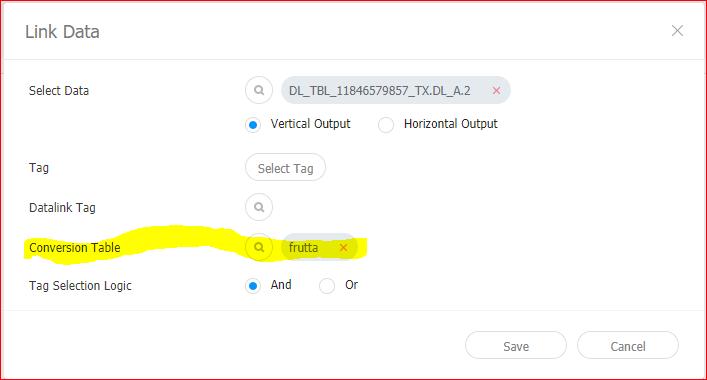 Link Data
Select Data DL_TBL_11846579857_TX.DL_A.2
Vertical Output Horizontal Output
Tag Select Tag
Datalink Tag
Conversion Table frutta
Tag Selection Logic And Or
Save Cancel